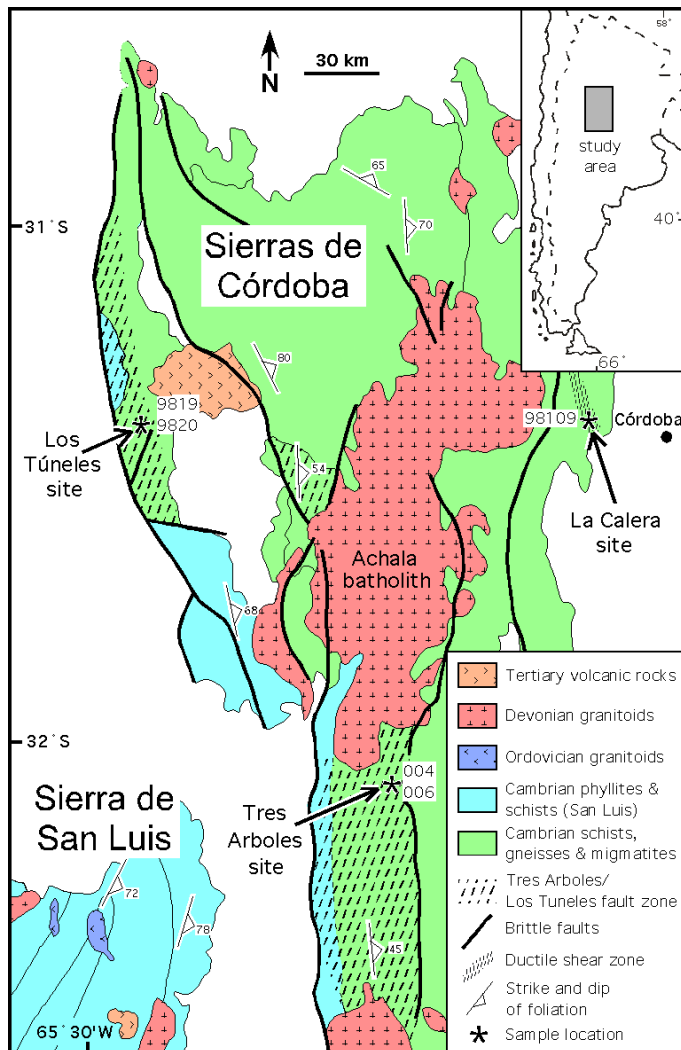 58°
30 km
N
study
area
65
70
31°S
Sierras de
Córdoba
40°
66°
80
9819
9820
98109
Córdoba
Los
Túneles
site
54
La Calera
site
Achala
batholith
68
Tertiary volcanic rocks
Devonian granitoids
32°S
Ordovician granitoids
004
006
Cambrian phyllites &
schists (San Luis)
Sierra de
San Luis
Tres
Arboles
site
Cambrian schists,
gneisses & migmatites
Tres Arboles/
Los Tuneles fault zone
72
78
45
Brittle faults
Ductile shear zone
Strike and dip
of foliation
65°30'W
Sample location